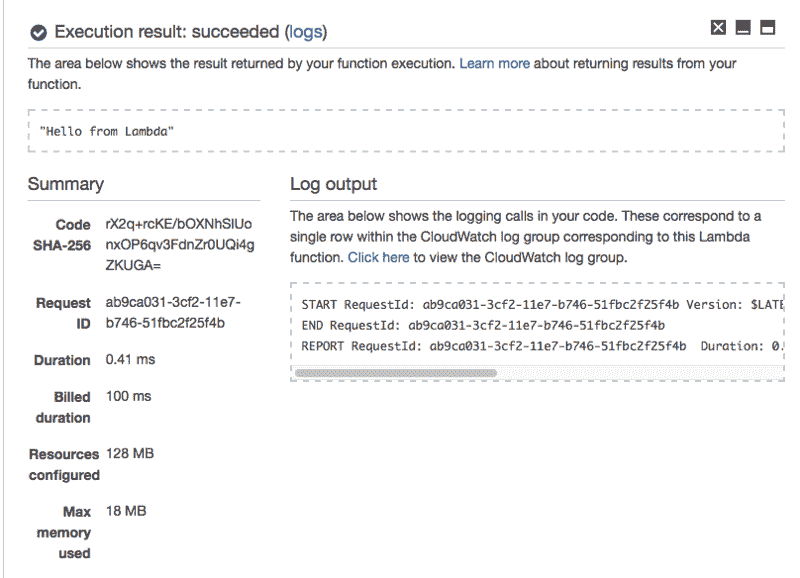 Execution result: succeeded (logs)
The area below shows the result returned by your function execution. Learn more about returning results from your
function.
"Hello from Lambda"
Summary
Code SHA-256 rX2q+rcKE/bOXNhSlUo
nxOP6qv3FdnZr0UQi4g
ZKUGA=
Request ID ab9ca031-3cf2-11e7-
b746-51fbc2f25f4b
Duration 0.41 ms
Billed duration 100 ms
Resources configured 128 MB
Max memory used 18 MB
Log output
The area below shows the logging calls in your code. These correspond to a
single row within the CloudWatch log group corresponding to this Lambda
function. Click here to view the CloudWatch log group.
START RequestId: ab9ca031-3cf2-11e7-b746-51fbc2f25f4b Version: $LATE
END RequestId: ab9ca031-3cf2-11e7-b746-51fbc2f25f4b
REPORT RequestId: ab9ca031-3cf2-11e7-b746-51fbc2f25f4b Duration: 0.